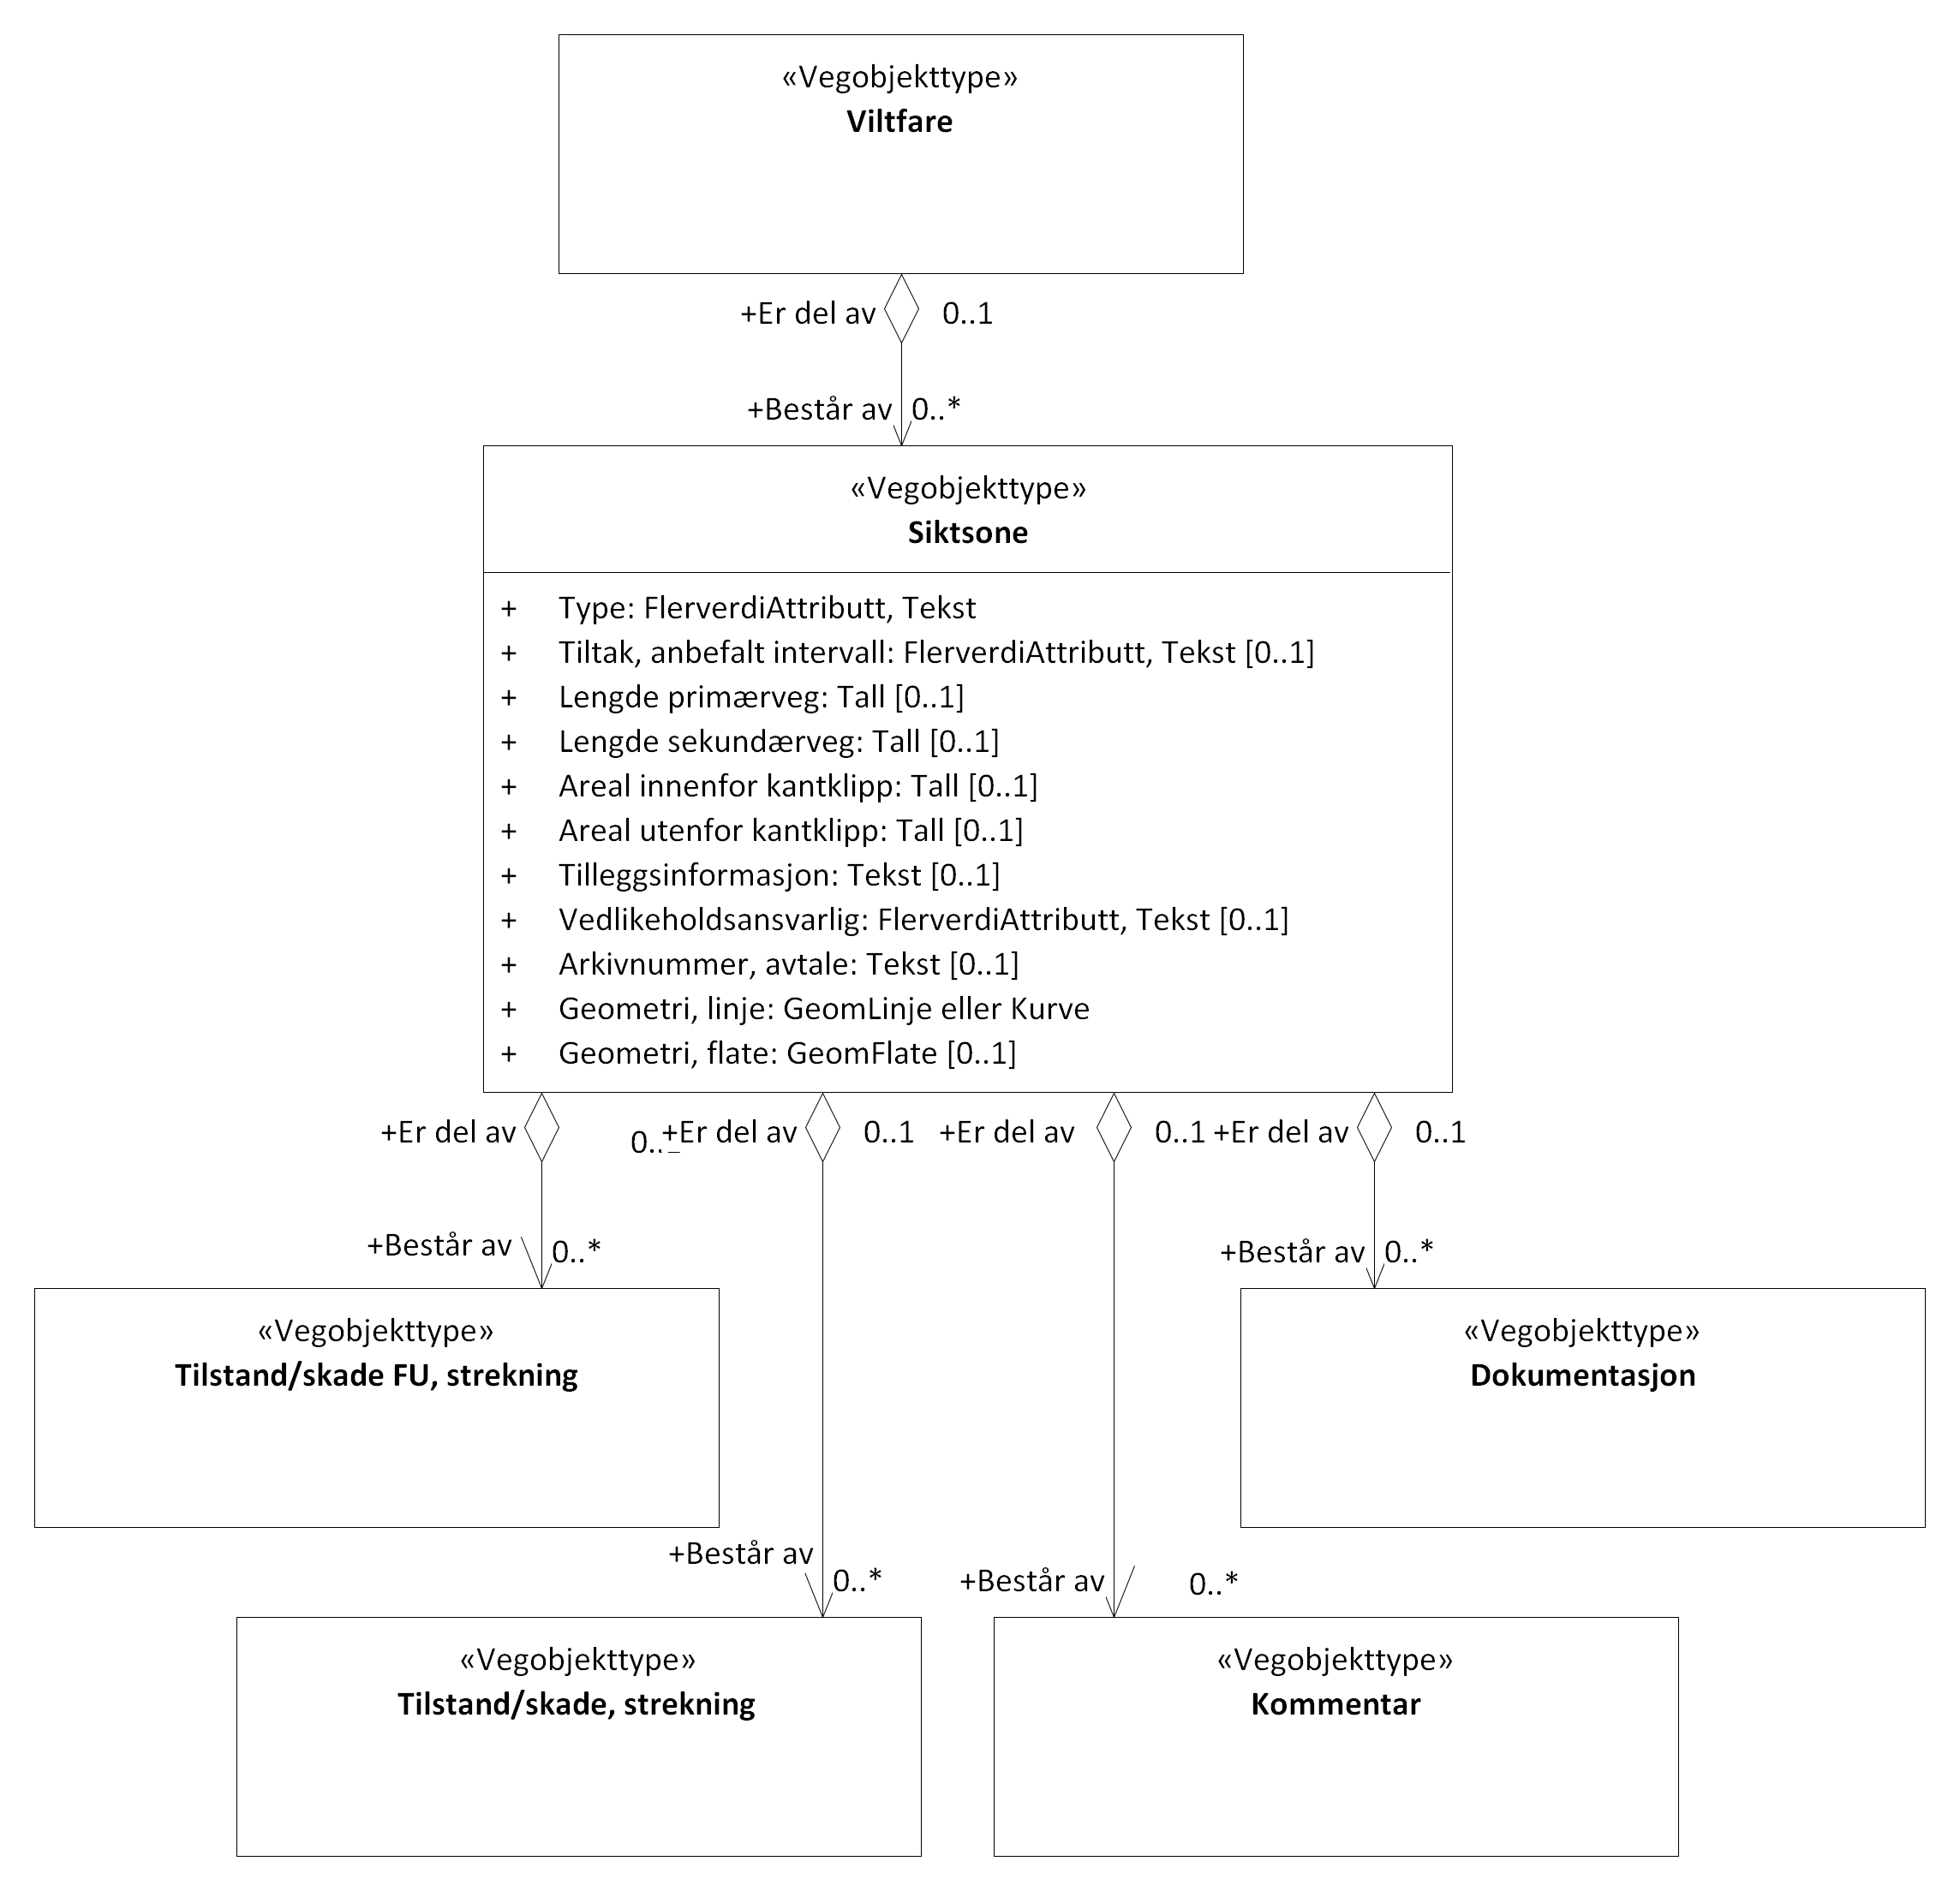 «Vegobjekttype»
Viltfare
+Er del av 0..1
+Består av 0..*
«Vegobjekttype»
Siktsone
+ Type: FlerverdiAttributt, Tekst
+ Tiltak, anbefalt intervall: FlerverdiAttributt, Tekst [0..1]
+ Lengde primærveg: Tall [0..1]
+ Lengde sekundærveg: Tall [0..1]
+ Areal innenfor kantklipp: Tall [0..1]
+ Areal utenfor kantklipp: Tall [0..1]
+ Tilleggsinformasjon: Tekst [0..1]
+ Vedlikeholdsansvarlig: FlerverdiAttributt, Tekst [0..1]
+ Arkivnummer, avtale: Tekst [0..1]
+ Geometri, linje: GeomLinje eller Kurve
+ Geometri, flate: GeomFlate [0..1]
+Er del av 0.. +Er del av 0..1 +Er del av 0..1 +Er del av 0..1
+Består av 0..* +Består av 0..*
«Vegobjekttype» «Vegobjekttype»
Tilstand/skade FU, strekning Dokumentasjon
+Består av 0..* +Består av 0..*
«Vegobjekttype» «Vegobjekttype»
Tilstand/skade, strekning Kommentar